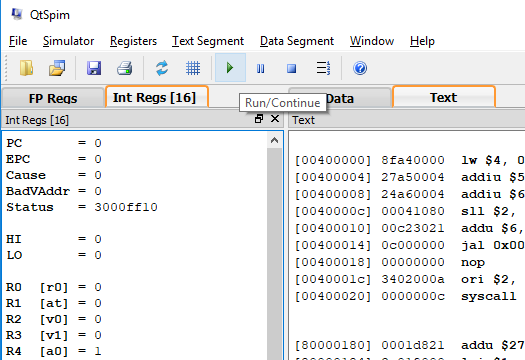 QtSpim
File Simulator Registers Text Segment Data Segment Window Help
FP Regs Int Regs [16] Data Text
Run/Continue
Int Regs [16] Text
PC = 0
EPC = 0
Cause = 0
BadVAddr = 0
Status = 3000ff10
HI = 0
LO = 0
R0 [r0] = 0
R1 [at] = 0
R2 [v0] = 0
R3 [v1] = 0
R4 [a0] = 1
[00400000] 8fa40000 lw $4, 0
[00400004] 27a50004 addiu $5
[00400008] 24a60004 addiu $6
[0040000c] 00041080 sll $2,
[00400010] 00c23021 addu $6,
[00400014] 0c000000 jal 0x00
[00400018] 00000000 nop
[0040001c] 3402000a ori $2,
[00400020] 0000000c syscall
[80000180] 0001d821 addu $27